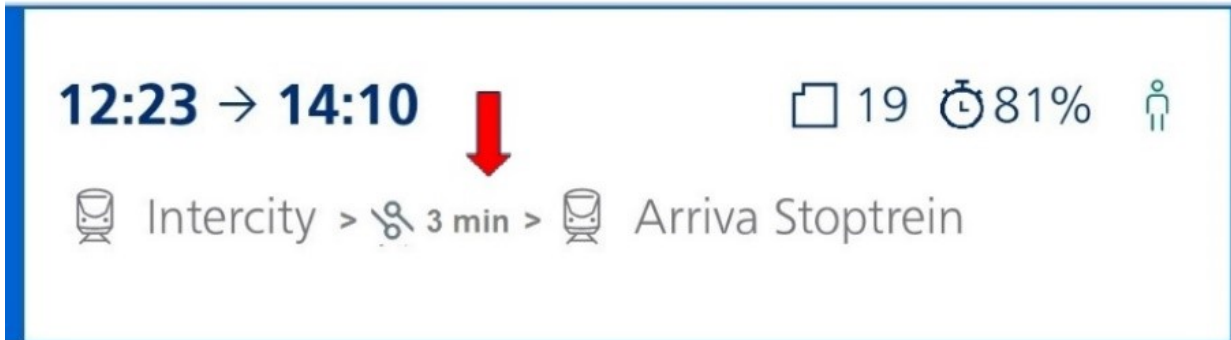 12:23 → 14:10 19 81%
Intercity > 3 min > Arriva Stoptrein